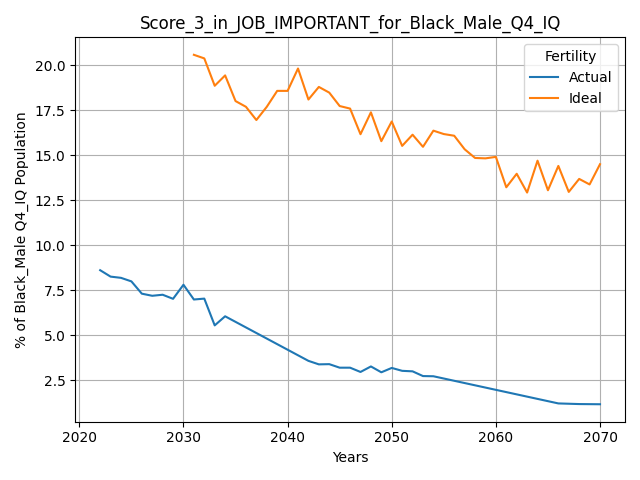 Score_3_in_JOB_IMPORTANT_for_Black_Male_Q4_IQ
Fertility
Actual
Ideal
% of Black_Male Q4_IQ Population
20.0
17.5
15.0
12.5
10.0
7.5
5.0
2.5
2020 2030 2040 2050 2060 2070
Years